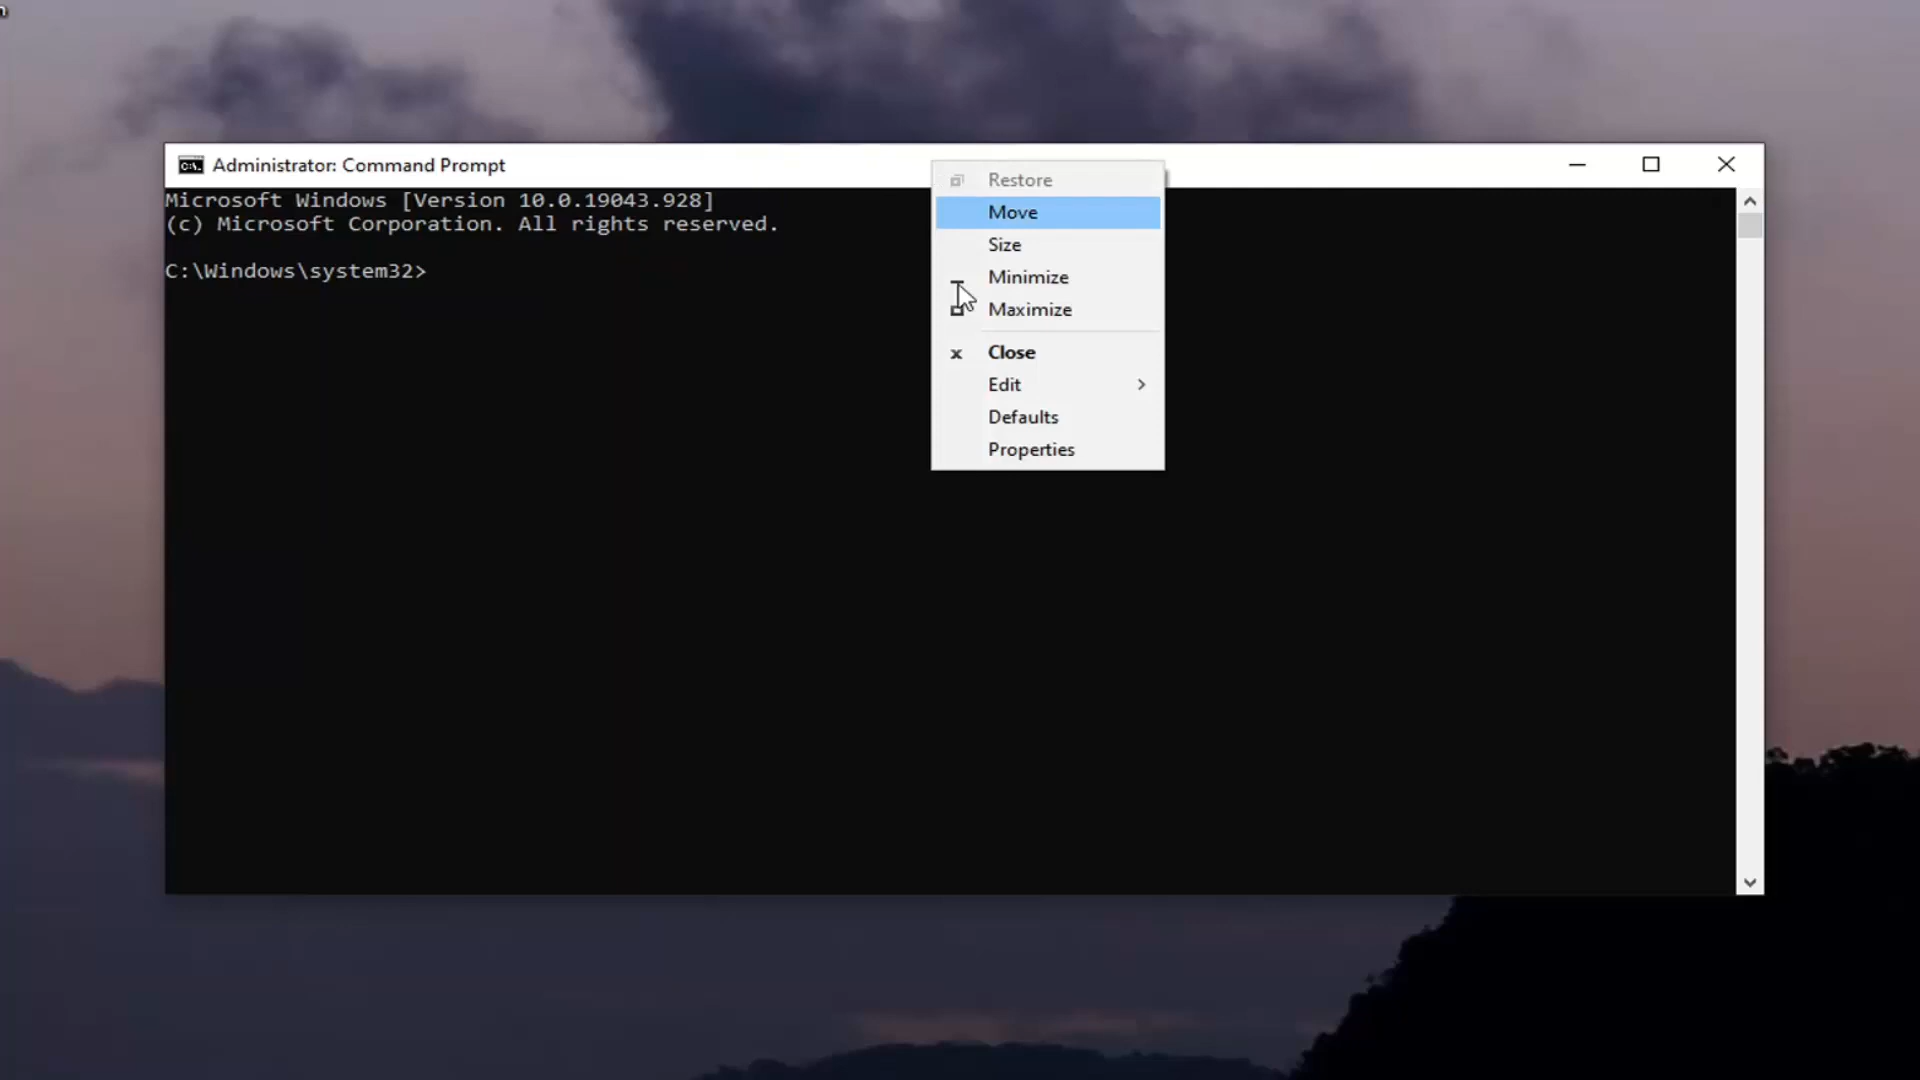 Administrator: Command Prompt
Microsoft Windows [Version 10.0.19043.928]
(c) Microsoft Corporation. All rights reserved.
C:\Windows\system32>
Restore
Move
Size
Minimize
Maximize
Close
Edit
Defaults
Properties